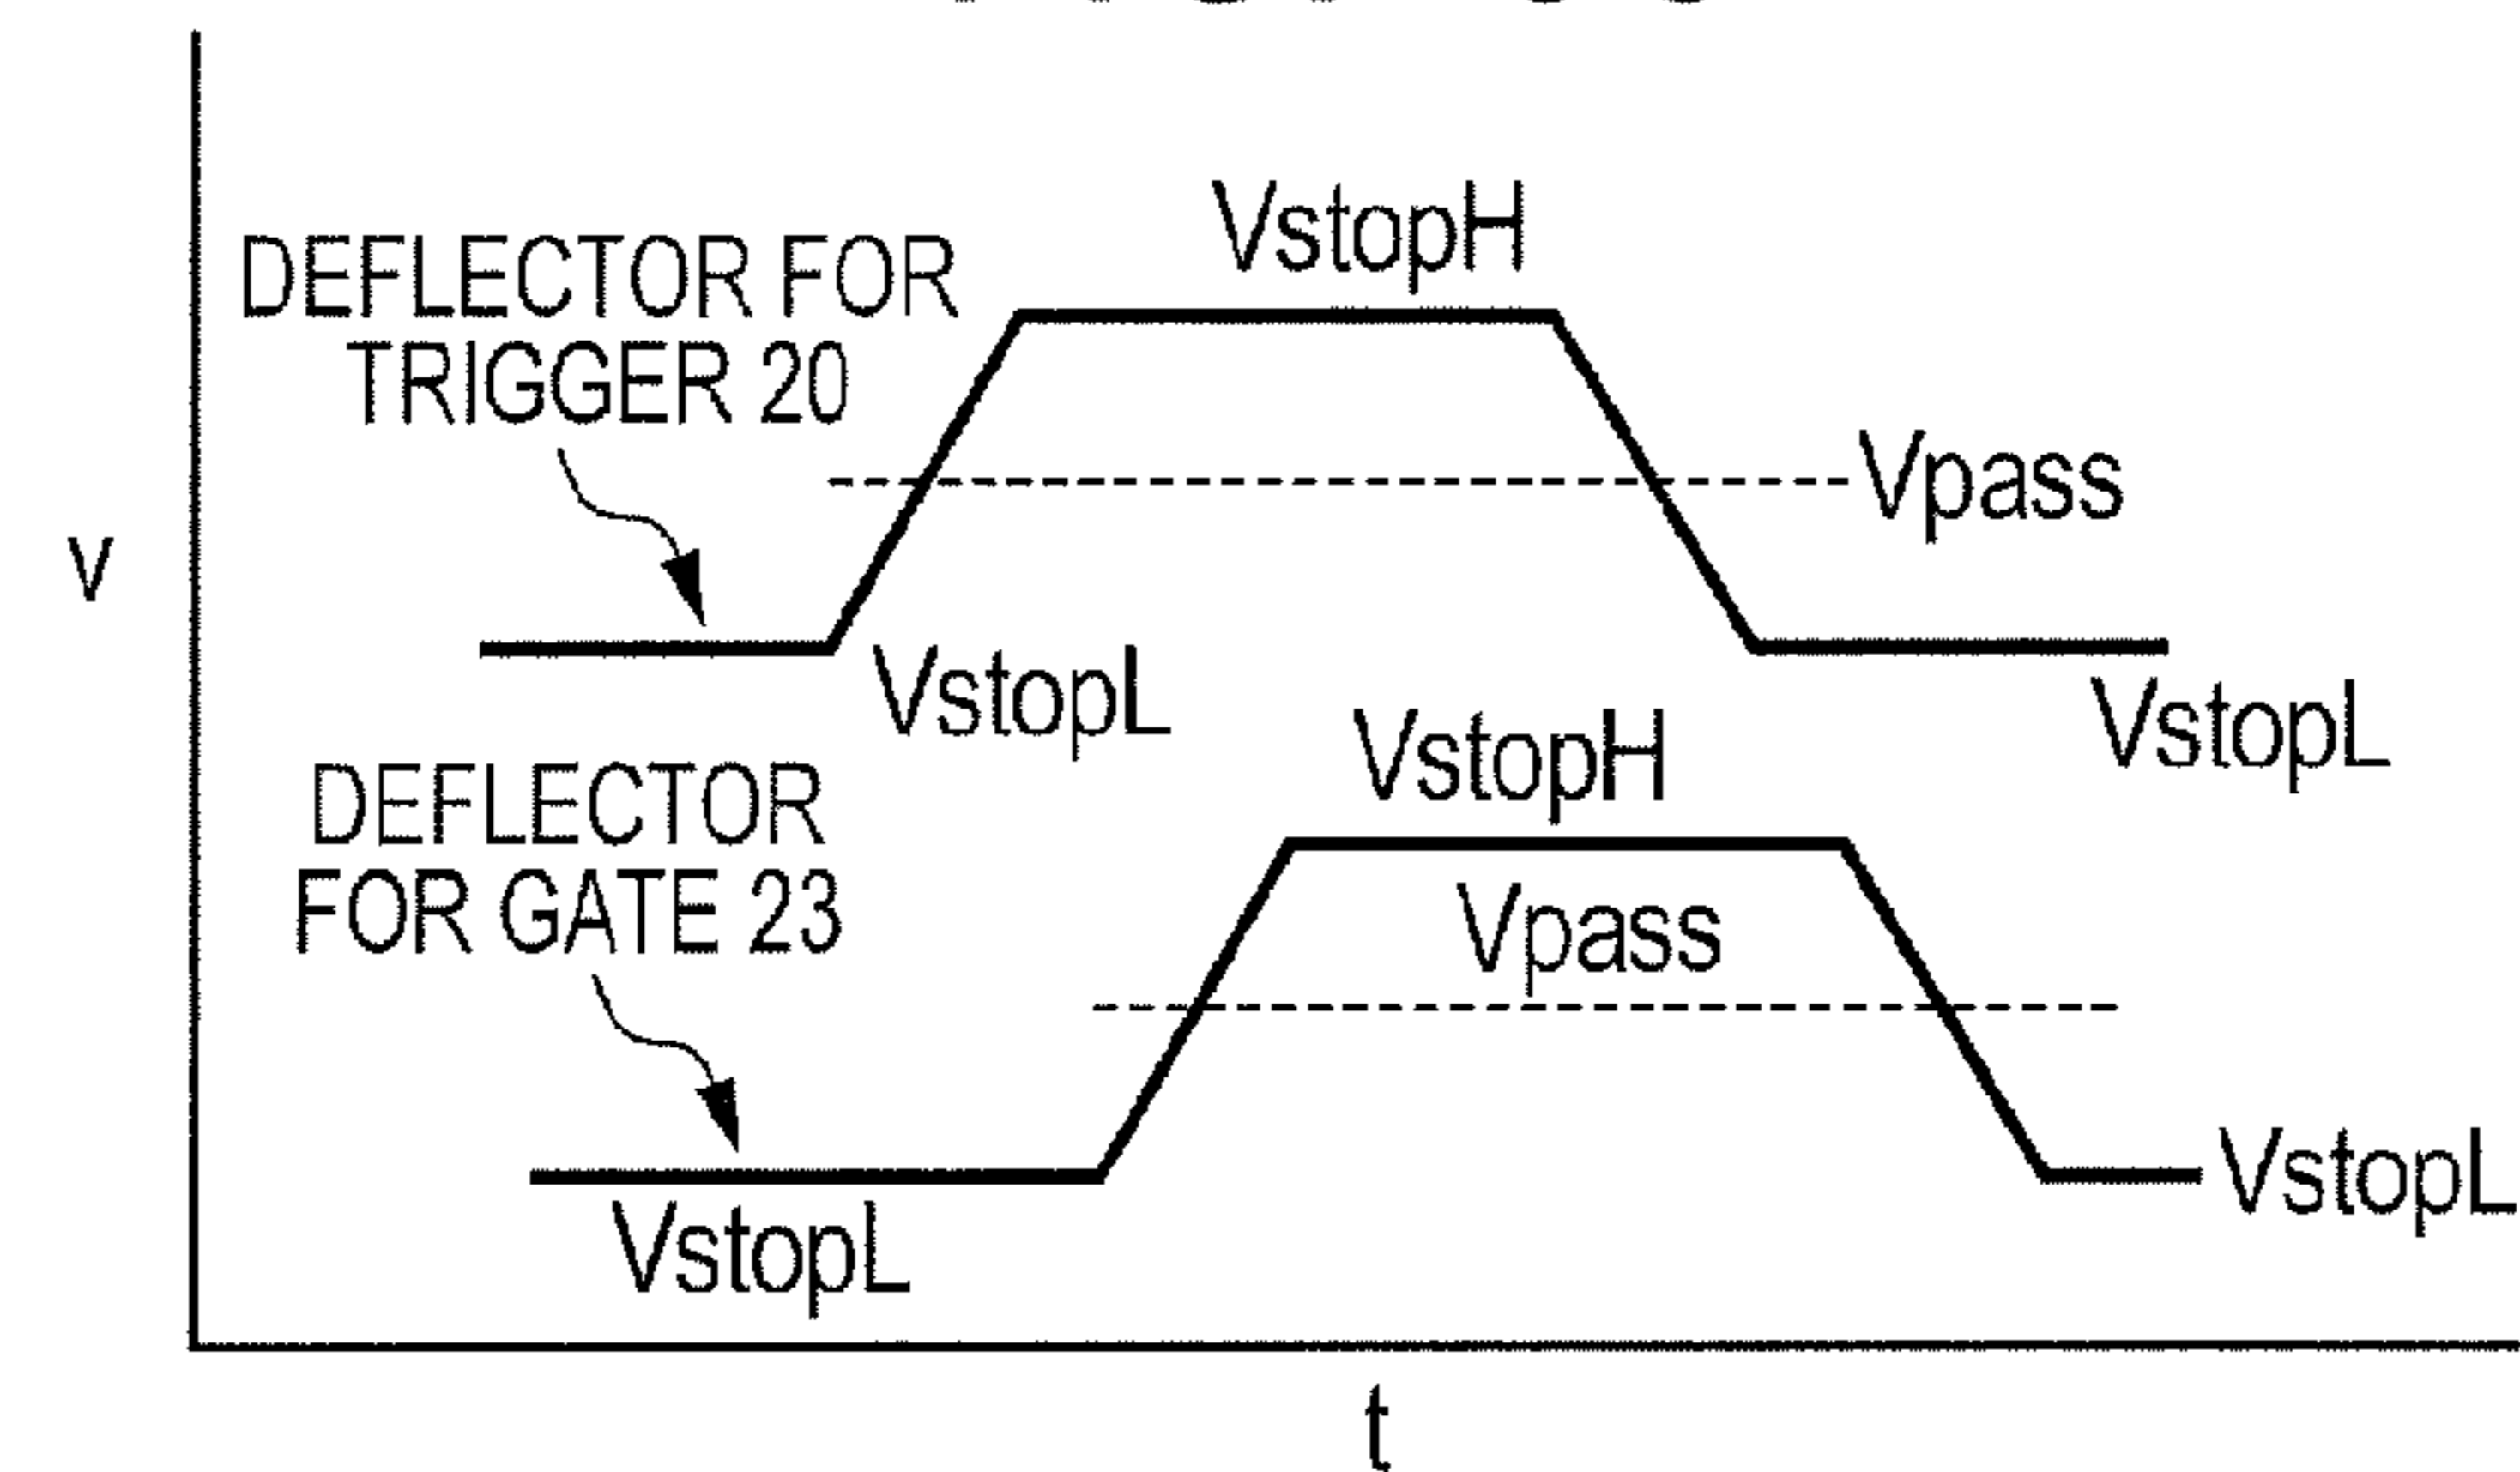 VstopH
DEFLECTOR FOR
TRIGGER 20
Vpass
v
VstopL
VstopL
VstopH
DEFLECTOR
FOR GATE 23
Vpass
VstopL
VstopL
t